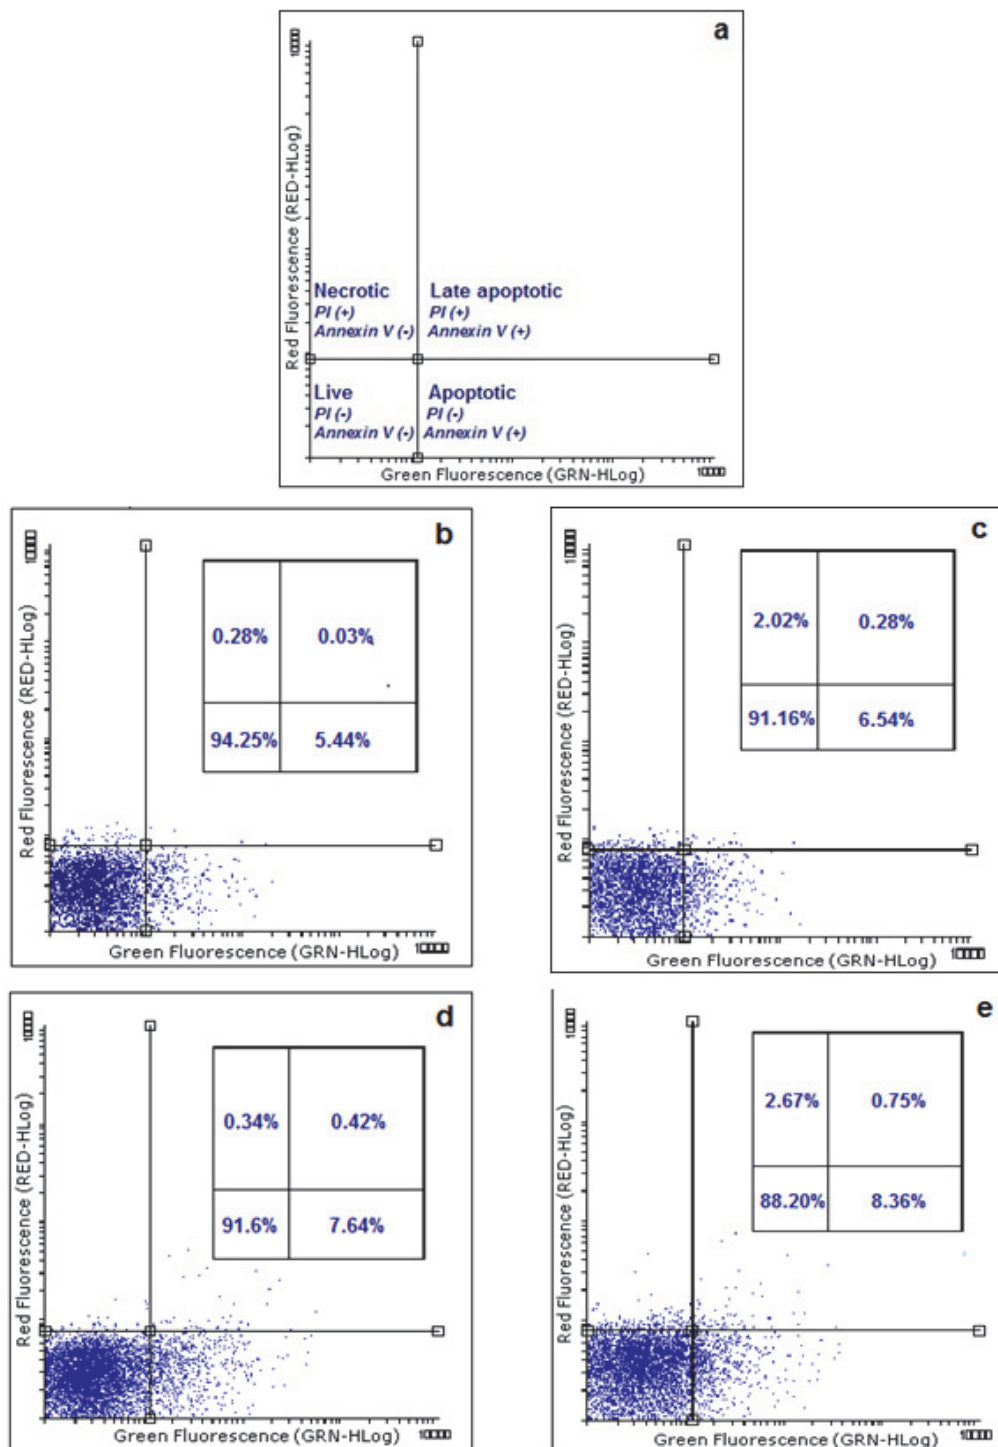 a
Red Fluorescence (RED-HLog)
Necrotic
PI (+)
Annexin V (-)
Late apoptotic
PI (+)
Annexin V (+)
Live
PI (-)
Annexin V (-)
Apoptotic
PI (-)
Annexin V (+)
Green Fluorescence (GRN-HLog)
b
Red Fluorescence (RED-HLog)
0.28% 0.03%
94.25% 5.44%
Green Fluorescence (GRN-HLog)
c
Red Fluorescence (RED-HLog)
2.02% 0.28%
91.16% 6.54%
Green Fluorescence (GRN-HLog)
d
Red Fluorescence (RED-HLog)
0.34% 0.42%
91.6% 7.64%
Green Fluorescence (GRN-HLog)
e
Red Fluorescence (RED-HLog)
2.67% 0.75%
88.20% 8.36%
Green Fluorescence (GRN-HLog)